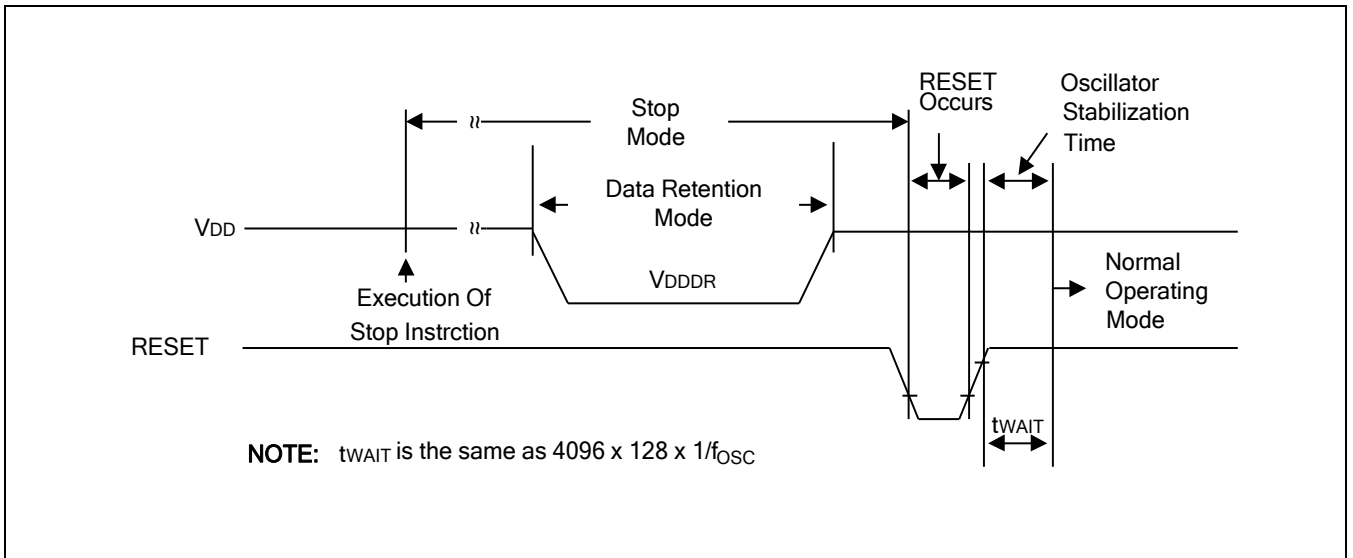 RESET
Occurs
Oscillator
Stabilization
Time
Stop
Mode
Data Retention
Mode
VDD
VDDDR
Execution Of
Stop Instrction
Normal
Operating
Mode
RESET
tWAIT
NOTE: tWAIT is the same as 4096 x 128 x 1/fOSC